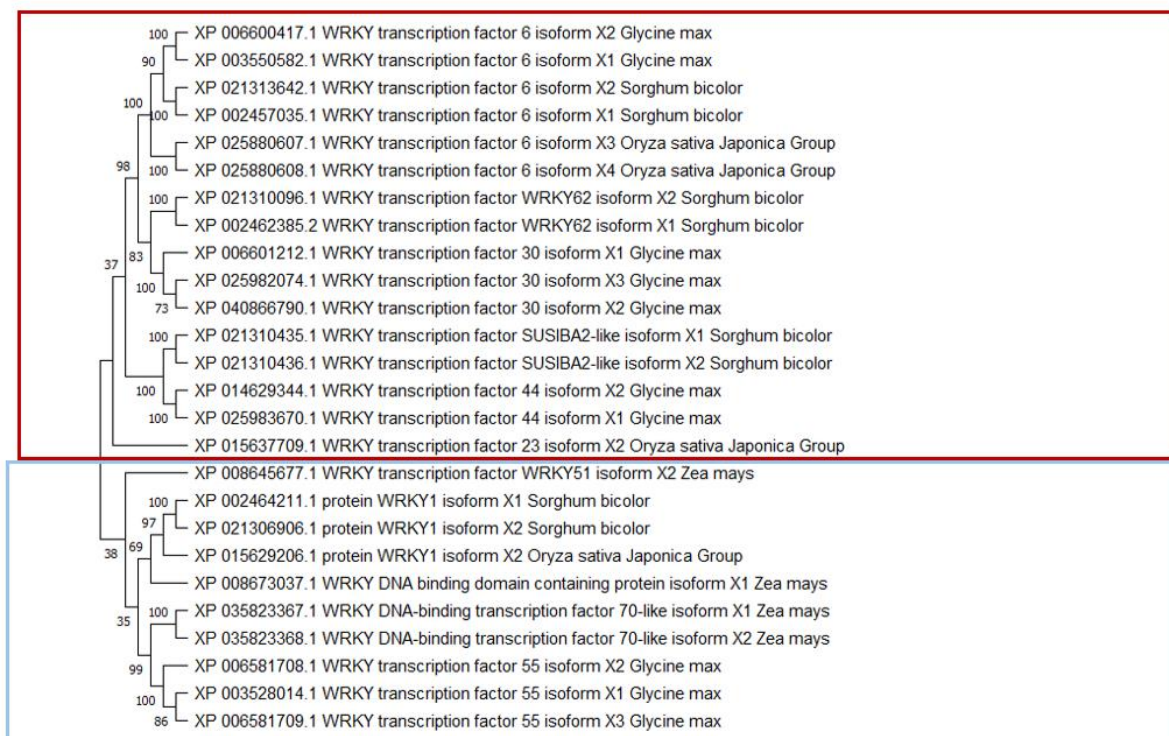 100 XP 006600417.1 WRKY transcription factor 6 isoform X2 Glycine max
90 XP 003550582.1 WRKY transcription factor 6 isoform X1 Glycine max
XP 021313642.1 WRKY transcription factor 6 isoform X2 Sorghum bicolor
100 100 XP 002457035.1 WRKY transcription factor 6 isoform X1 Sorghum bicolor
XP 025880607.1 WRKY transcription factor 6 isoform X3 Oryza sativa Japonica Group
98 100 XP 025880608.1 WRKY transcription factor 6 isoform X4 Oryza sativa Japonica Group
100 XP 021310096.1 WRKY transcription factor WRKY62 isoform X2 Sorghum bicolor
XP 002462385.2 WRKY transcription factor WRKY62 isoform X1 Sorghum bicolor
37 83 XP 006601212.1 WRKY transcription factor 30 isoform X1 Glycine max
100 XP 025982074.1 WRKY transcription factor 30 isoform X3 Glycine max
73 XP 040866790.1 WRKY transcription factor 30 isoform X2 Glycine max
100 XP 021310435.1 WRKY transcription factor SUSIBA2-like isoform X1 Sorghum bicolor
XP 021310436.1 WRKY transcription factor SUSIBA2-like isoform X2 Sorghum bicolor
100 XP 014629344.1 WRKY transcription factor 44 isoform X2 Glycine max
100 XP 025983670.1 WRKY transcription factor 44 isoform X1 Glycine max
XP 015637709.1 WRKY transcription factor 23 isoform X2 Oryza sativa Japonica Group
XP 008645677.1 WRKY transcription factor WRKY51 isoform X2 Zea mays
100 XP 002464211.1 protein WRKY1 isoform X1 Sorghum bicolor
97 XP 021306906.1 protein WRKY1 isoform X2 Sorghum bicolor
38 69 XP 015629206.1 protein WRKY1 isoform X2 Oryza sativa Japonica Group
XP 008673037.1 WRKY DNA binding domain containing protein isoform X1 Zea mays
35 100 XP 035823367.1 WRKY DNA-binding transcription factor 70-like isoform X1 Zea mays
XP 035823368.1 WRKY DNA-binding transcription factor 70-like isoform X2 Zea mays
99 XP 006581708.1 WRKY transcription factor 55 isoform X2 Glycine max
100 XP 003528014.1 WRKY transcription factor 55 isoform X1 Glycine max
86 XP 006581709.1 WRKY transcription factor 55 isoform X3 Glycine max